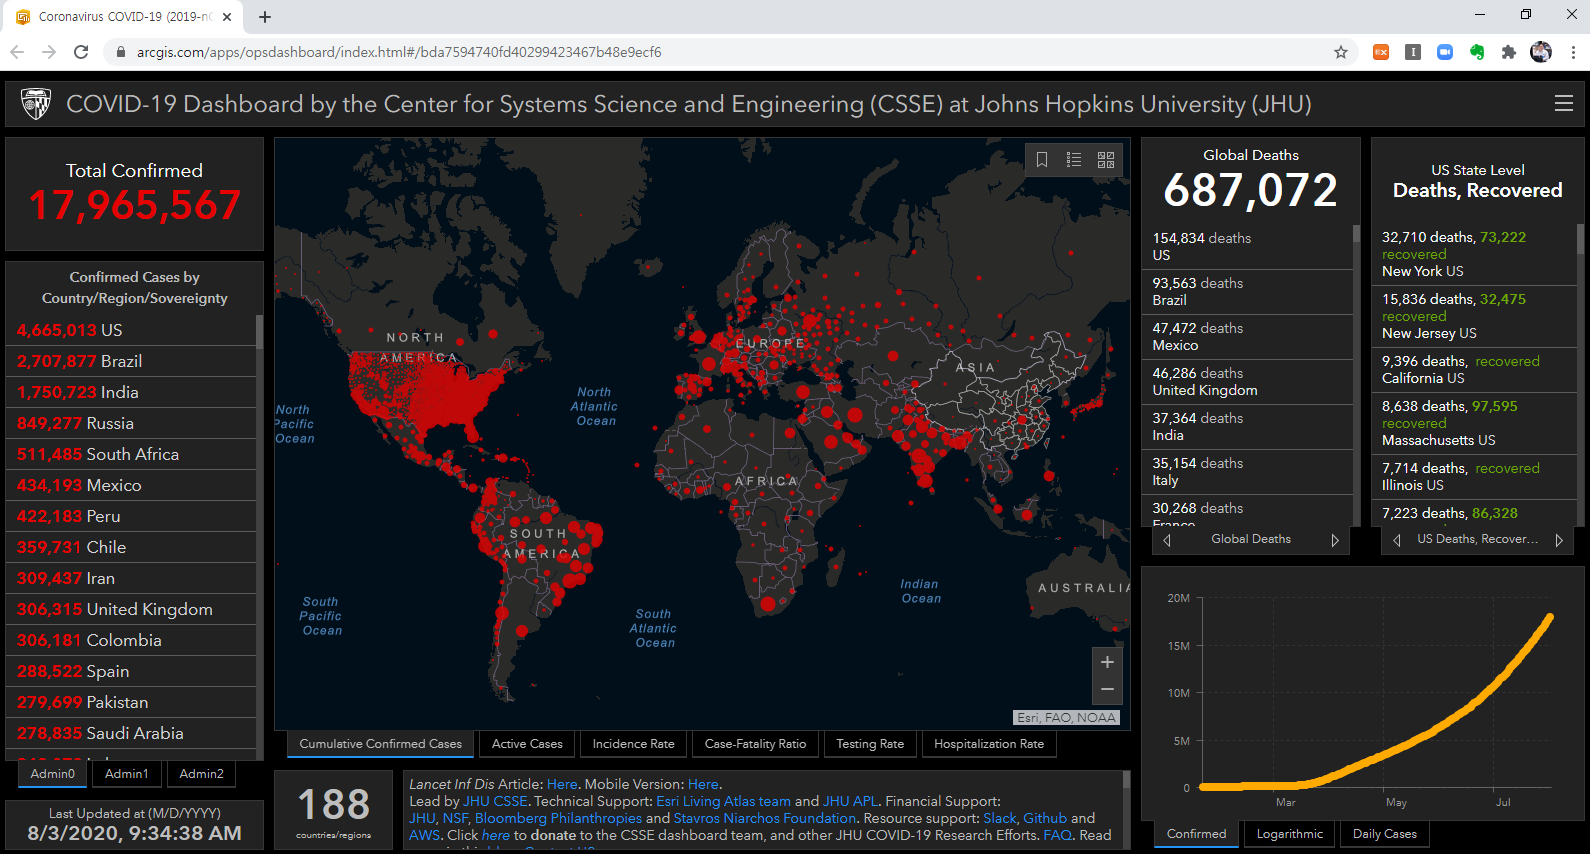 Coronavirus COVID-19 (2019-nC
arcgis.com/apps/opsdashboard/index.html#/bda7594740fd40299423467b48e9ecf6
COVID-19 Dashboard by the Center for Systems Science and Engineering (CSSE) at Johns Hopkins University (JHU)
Total Confirmed
17,965,567
Confirmed Cases by
Country/Region/Sovereignty
4,665,013 US
2,707,877 Brazil
1,750,723 India
849,277 Russia
511,485 South Africa
434,193 Mexico
422,183 Peru
359,731 Chile
309,437 Iran
306,315 United Kingdom
306,181 Colombia
288,522 Spain
279,699 Pakistan
278,835 Saudi Arabia
Admin0
Admin1
Admin2
Last Updated at (M/D/YYYY)
8/3/2020, 9:34:38 AM
NORTH
AMERICA
EUROPE
ASIA
North
Pacific
Ocean
North
Atlantic
Ocean
AFRICA
SOUTH
AMERICA
Indian
Ocean
AUSTRALIA
South
Pacific
Ocean
South
Atlantic
Ocean
+
−
Esri, FAO, NOAA
Cumulative Confirmed Cases
Active Cases
Incidence Rate
Case-Fatality Ratio
Testing Rate
Hospitalization Rate
188
countries/regions
Lancet Inf Dis Article: Here. Mobile Version: Here.
Lead by JHU CSSE. Technical Support: Esri Living Atlas team and JHU APL. Financial Support:
JHU, NSF, Bloomberg Philanthropies and Stavros Niarchos Foundation. Resource support: Slack, Github and
AWS. Click here to donate to the CSSE dashboard team, and other JHU COVID-19 Research Efforts. FAQ. Read
Global Deaths
687,072
154,834 deaths
US
93,563 deaths
Brazil
47,472 deaths
Mexico
46,286 deaths
United Kingdom
37,364 deaths
India
35,154 deaths
Italy
30,268 deaths
France
Global Deaths
US State Level
Deaths, Recovered
32,710 deaths, 73,222
recovered
New York US
15,836 deaths, 32,475
recovered
New Jersey US
9,396 deaths, recovered
California US
8,638 deaths, 97,595
recovered
Massachusetts US
7,714 deaths, recovered
Illinois US
7,223 deaths, 86,328
US Deaths, Recover...
20M
15M
10M
5M
0
Mar
May
Jul
Confirmed
Logarithmic
Daily Cases